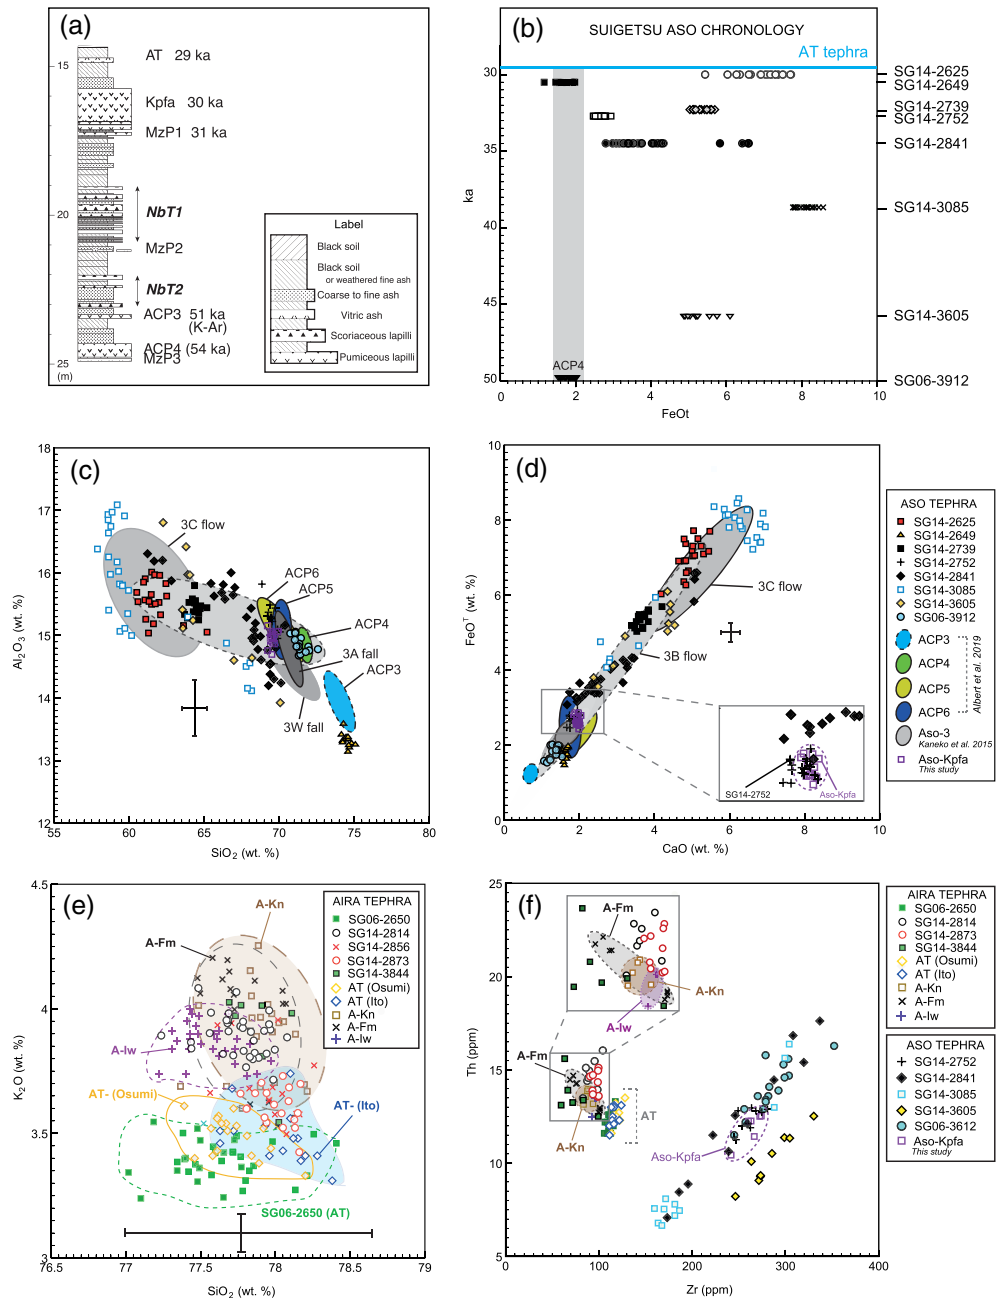 (a)
AT 29 ka
15
Kpfa 30 ka
MzP1 31 ka
NbT1
20
MzP2
NbT2
ACP3 51 ka
(K-Ar)
ACP4 (54 ka)
MzP3
25
(m)
Label
Black soil
Black soil
or weathered fine ash
Coarse to fine ash
Vitric ash
Scoriaceous lapilli
Pumiceous lapilli
(b)
SUIGETSU ASO CHRONOLOGY
AT tephra
30
35
ka
40
45
50
ACP4
0 2 4 6 8 10
FeOt
SG14-2625
SG14-2649
SG14-2739
SG14-2752
SG14-2841
SG14-3085
SG14-3605
SG06-3912
(c)
18
17
16
15
14
13
12
Al2O3 (wt. %)
3C flow
ACP6
ACP5
ACP4
3A fall
ACP3
3W fall
55 60 65 70 75 80
SiO2 (wt. %)
(d)
10
8
6
4
2
0
FeOT (wt. %)
3C flow
3B flow
SG14-2752
Aso-Kpfa
0 2 4 6 8 10
CaO (wt. %)
ASO TEPHRA
SG14-2625
SG14-2649
SG14-2739
SG14-2752
SG14-2841
SG14-3085
SG14-3605
SG06-3912
ACP3
ACP4
ACP5
ACP6
Albert et al. 2019
Aso-3
Kaneko et al. 2015
Aso-Kpfa
This study
(e)
4.5
4
3.5
3
K2O (wt. %)
A-Kn
A-Fm
A-Iw
AT- (Osumi)
AT- (Ito)
SG06-2650 (AT)
AIRA TEPHRA
SG06-2650
SG14-2814
SG14-2856
SG14-2873
SG14-3844
AT (Osumi)
AT (Ito)
A-Kn
A-Fm
A-Iw
76.5 77 77.5 78 78.5 79
SiO2 (wt. %)
(f)
25
20
15
10
5
Th (ppm)
A-Fm
A-Kn
A-Iw
A-Fm
A-Kn
AT
Aso-Kpfa
0 100 200 300 400
Zr (ppm)
AIRA TEPHRA
SG06-2650
SG14-2814
SG14-2873
SG14-3844
AT (Osumi)
AT (Ito)
A-Kn
A-Fm
A-Iw
ASO TEPHRA
SG14-2752
SG14-2841
SG14-3085
SG14-3605
SG06-3612
Aso-Kpfa
This study